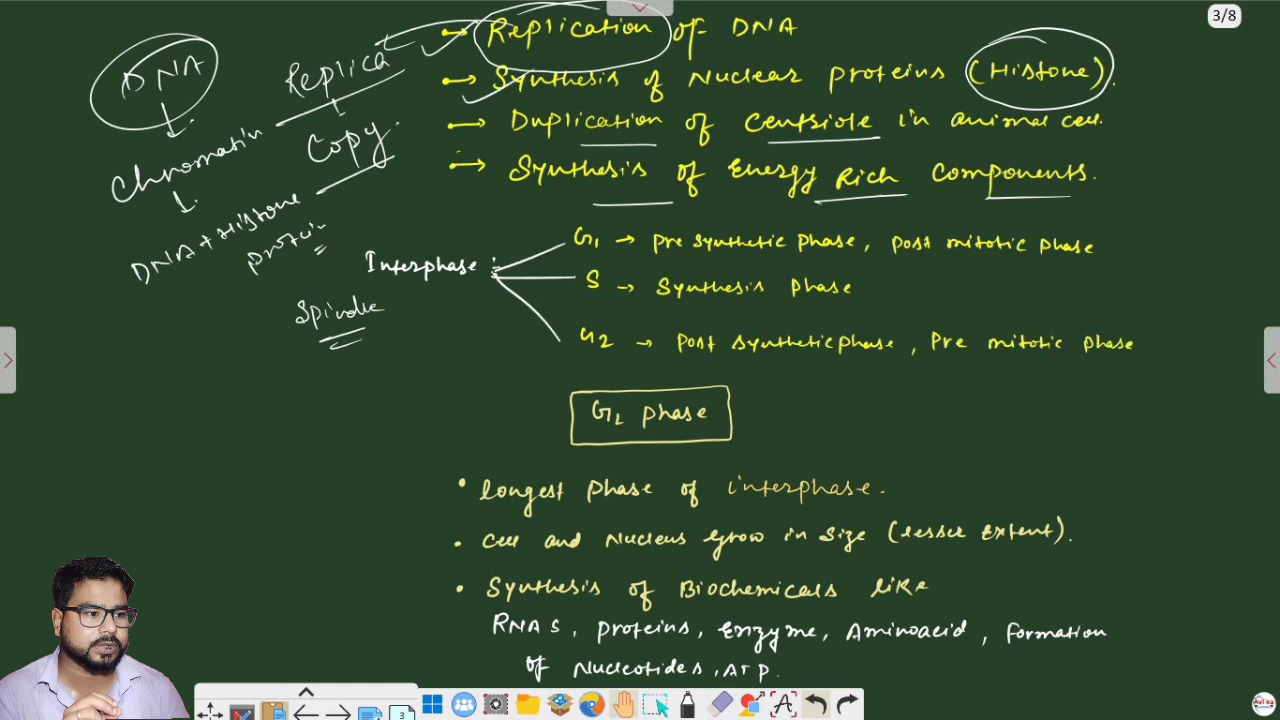 3/8
→ Replication of DNA
→ Synthesis of Nuclear proteins (Histone).
→ Duplication of centriole in animal cell.
→ Synthesis of Energy Rich Components.
DNA
Replica
Copy.
Chromatin
DNA + Histone
protein
Spindle
Interphase :
G1 → Pre synthetic phase, post mitotic phase
S → Synthesis phase
G2 → Post synthetic phase, Pre mitotic phase
G1 phase
• longest phase of interphase.
• cell and Nucleus grow in size (lesser extent).
• Synthesis of Biochemicals like
RNA S, proteins, Enzyme, Aminoacid, Formation
of Nucleotides, ATP.
3